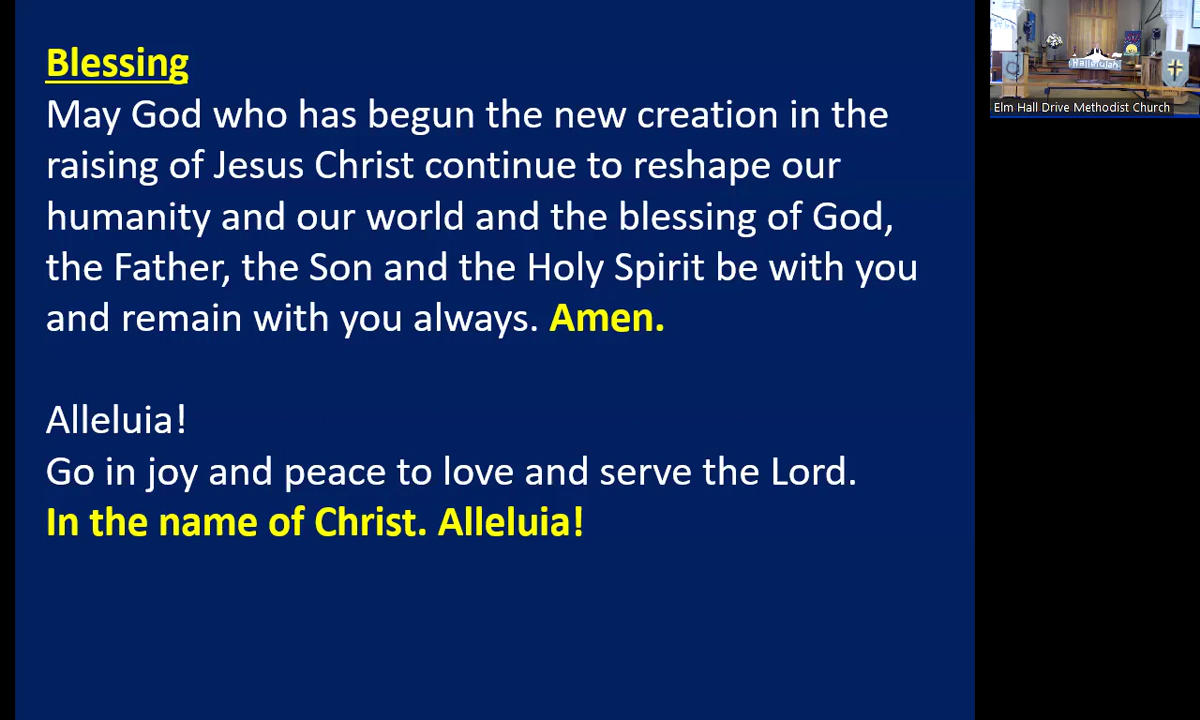 Blessing
May God who has begun the new creation in the
raising of Jesus Christ continue to reshape our
humanity and our world and the blessing of God,
the Father, the Son and the Holy Spirit be with you
and remain with you always. Amen.
Alleluia!
Go in joy and peace to love and serve the Lord.
In the name of Christ. Alleluia!
Hallelujah
Elm Hall Drive Methodist Church